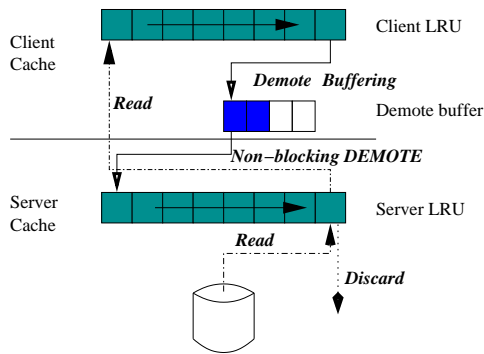 Client LRU
Client
Cache
Demote Buffering
Read
Demote buffer
Non−blocking DEMOTE
Server
Cache
Server LRU
Read
Discard